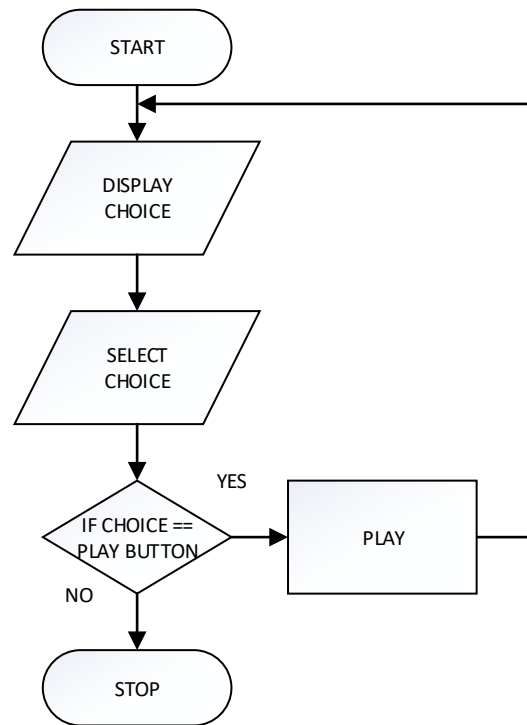 START
DISPLAY
CHOICE
SELECT
CHOICE
YES
IF CHOICE ==
PLAY BUTTON
PLAY
NO
STOP